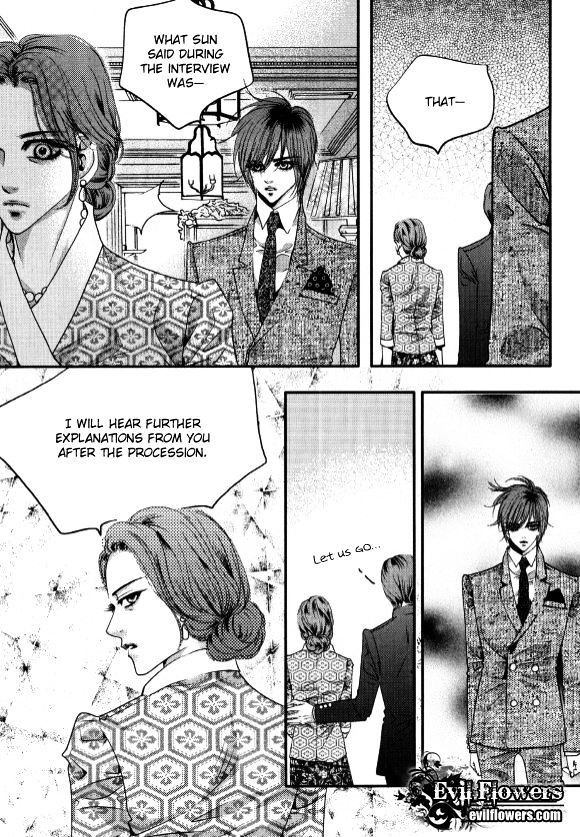 WHAT SUN
SAID DURING
THE INTERVIEW
WAS—
THAT—
I WILL HEAR FURTHER
EXPLANATIONS FROM YOU
AFTER THE PROCESSION.
Let us go...
Evil Flowers
evilflowers.com